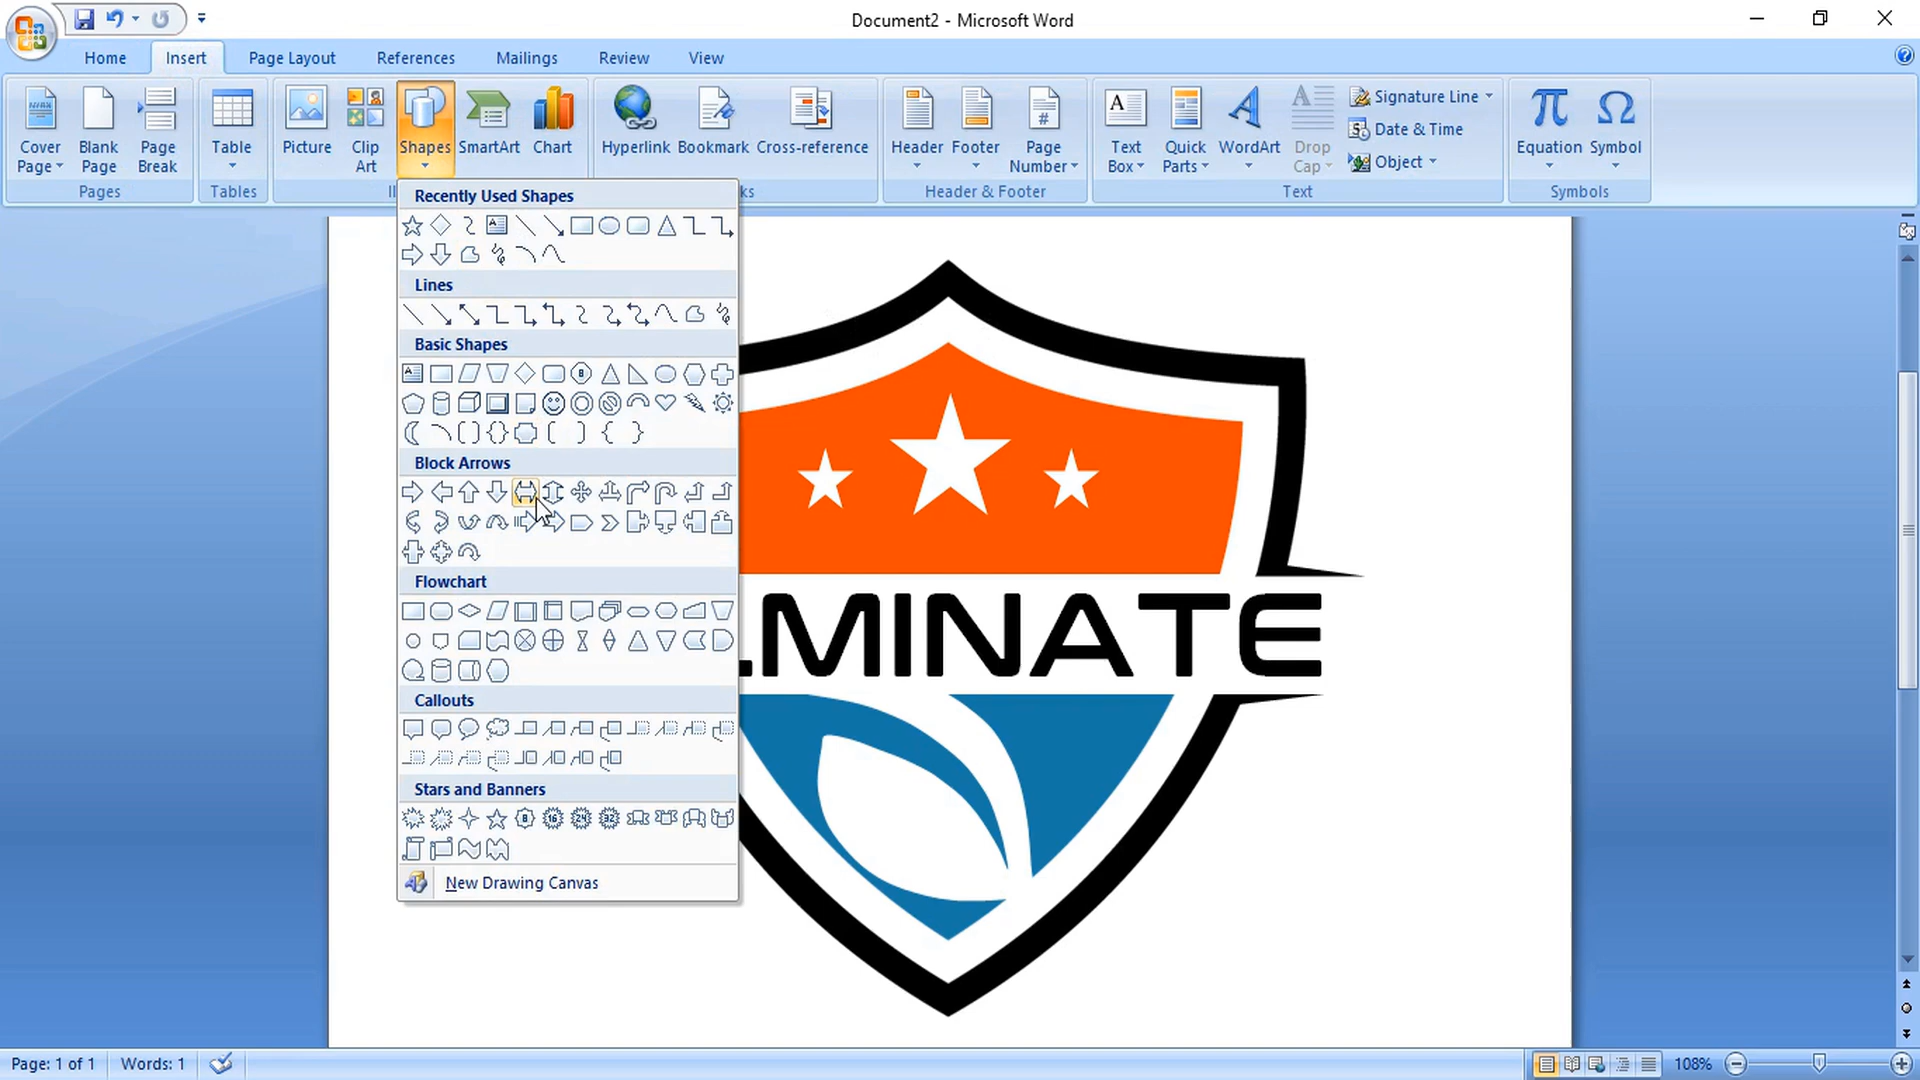 Document2 - Microsoft Word
Home Insert Page Layout References Mailings Review View
Cover Page
Blank Page
Page Break
Table
Picture
Clip Art
Shapes
SmartArt
Chart
Hyperlink
Bookmark
Cross-reference
Header
Footer
Page Number
Text Box
Quick Parts
WordArt
Drop Cap
Signature Line
Date & Time
Object
Equation
Symbol
Pages
Tables
Header & Footer
Text
Symbols
Recently Used Shapes
Lines
Basic Shapes
Block Arrows
Flowchart
Callouts
Stars and Banners
New Drawing Canvas
MINATE
Page: 1 of 1
Words: 1
108%